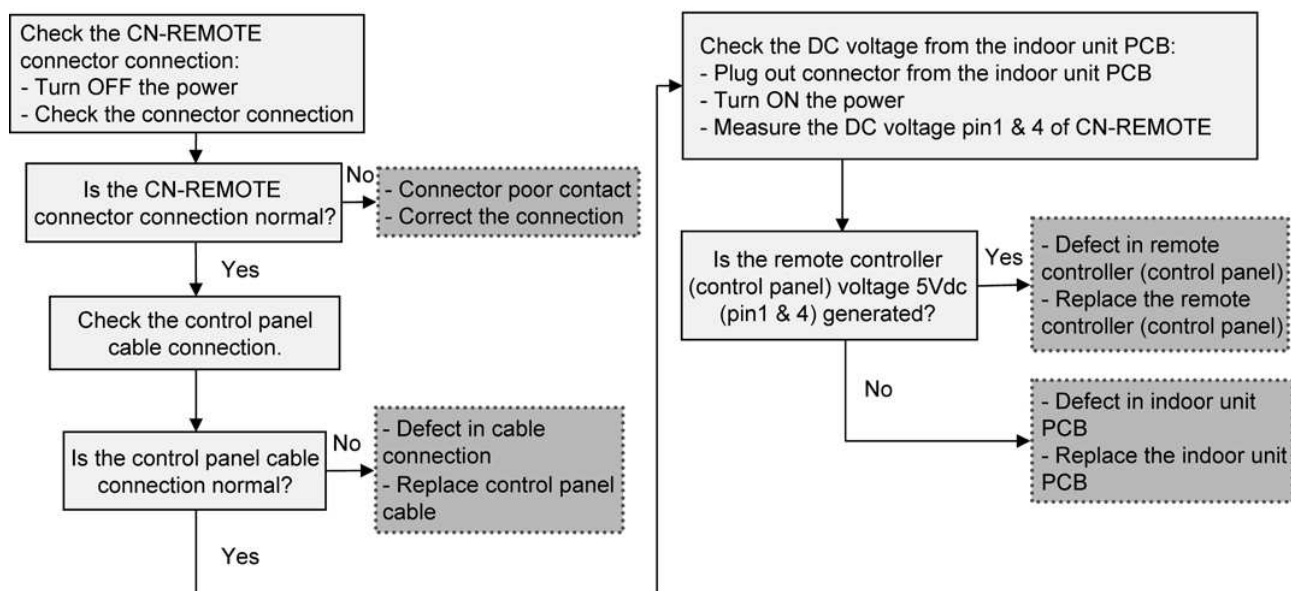 Check the CN-REMOTE
connector connection:
- Turn OFF the power
- Check the connector connection
Is the CN-REMOTE
connector connection normal?
No
- Connector poor contact
- Correct the connection
Yes
Check the control panel
cable connection.
Is the control panel cable
connection normal?
No
- Defect in cable
connection
- Replace control panel
cable
Yes
Check the DC voltage from the indoor unit PCB:
- Plug out connector from the indoor unit PCB
- Turn ON the power
- Measure the DC voltage pin1 & 4 of CN-REMOTE
Is the remote controller
(control panel) voltage 5Vdc
(pin1 & 4) generated?
Yes
- Defect in remote
controller (control panel)
- Replace the remote
controller (control panel)
No
- Defect in indoor unit
PCB
- Replace the indoor unit
PCB